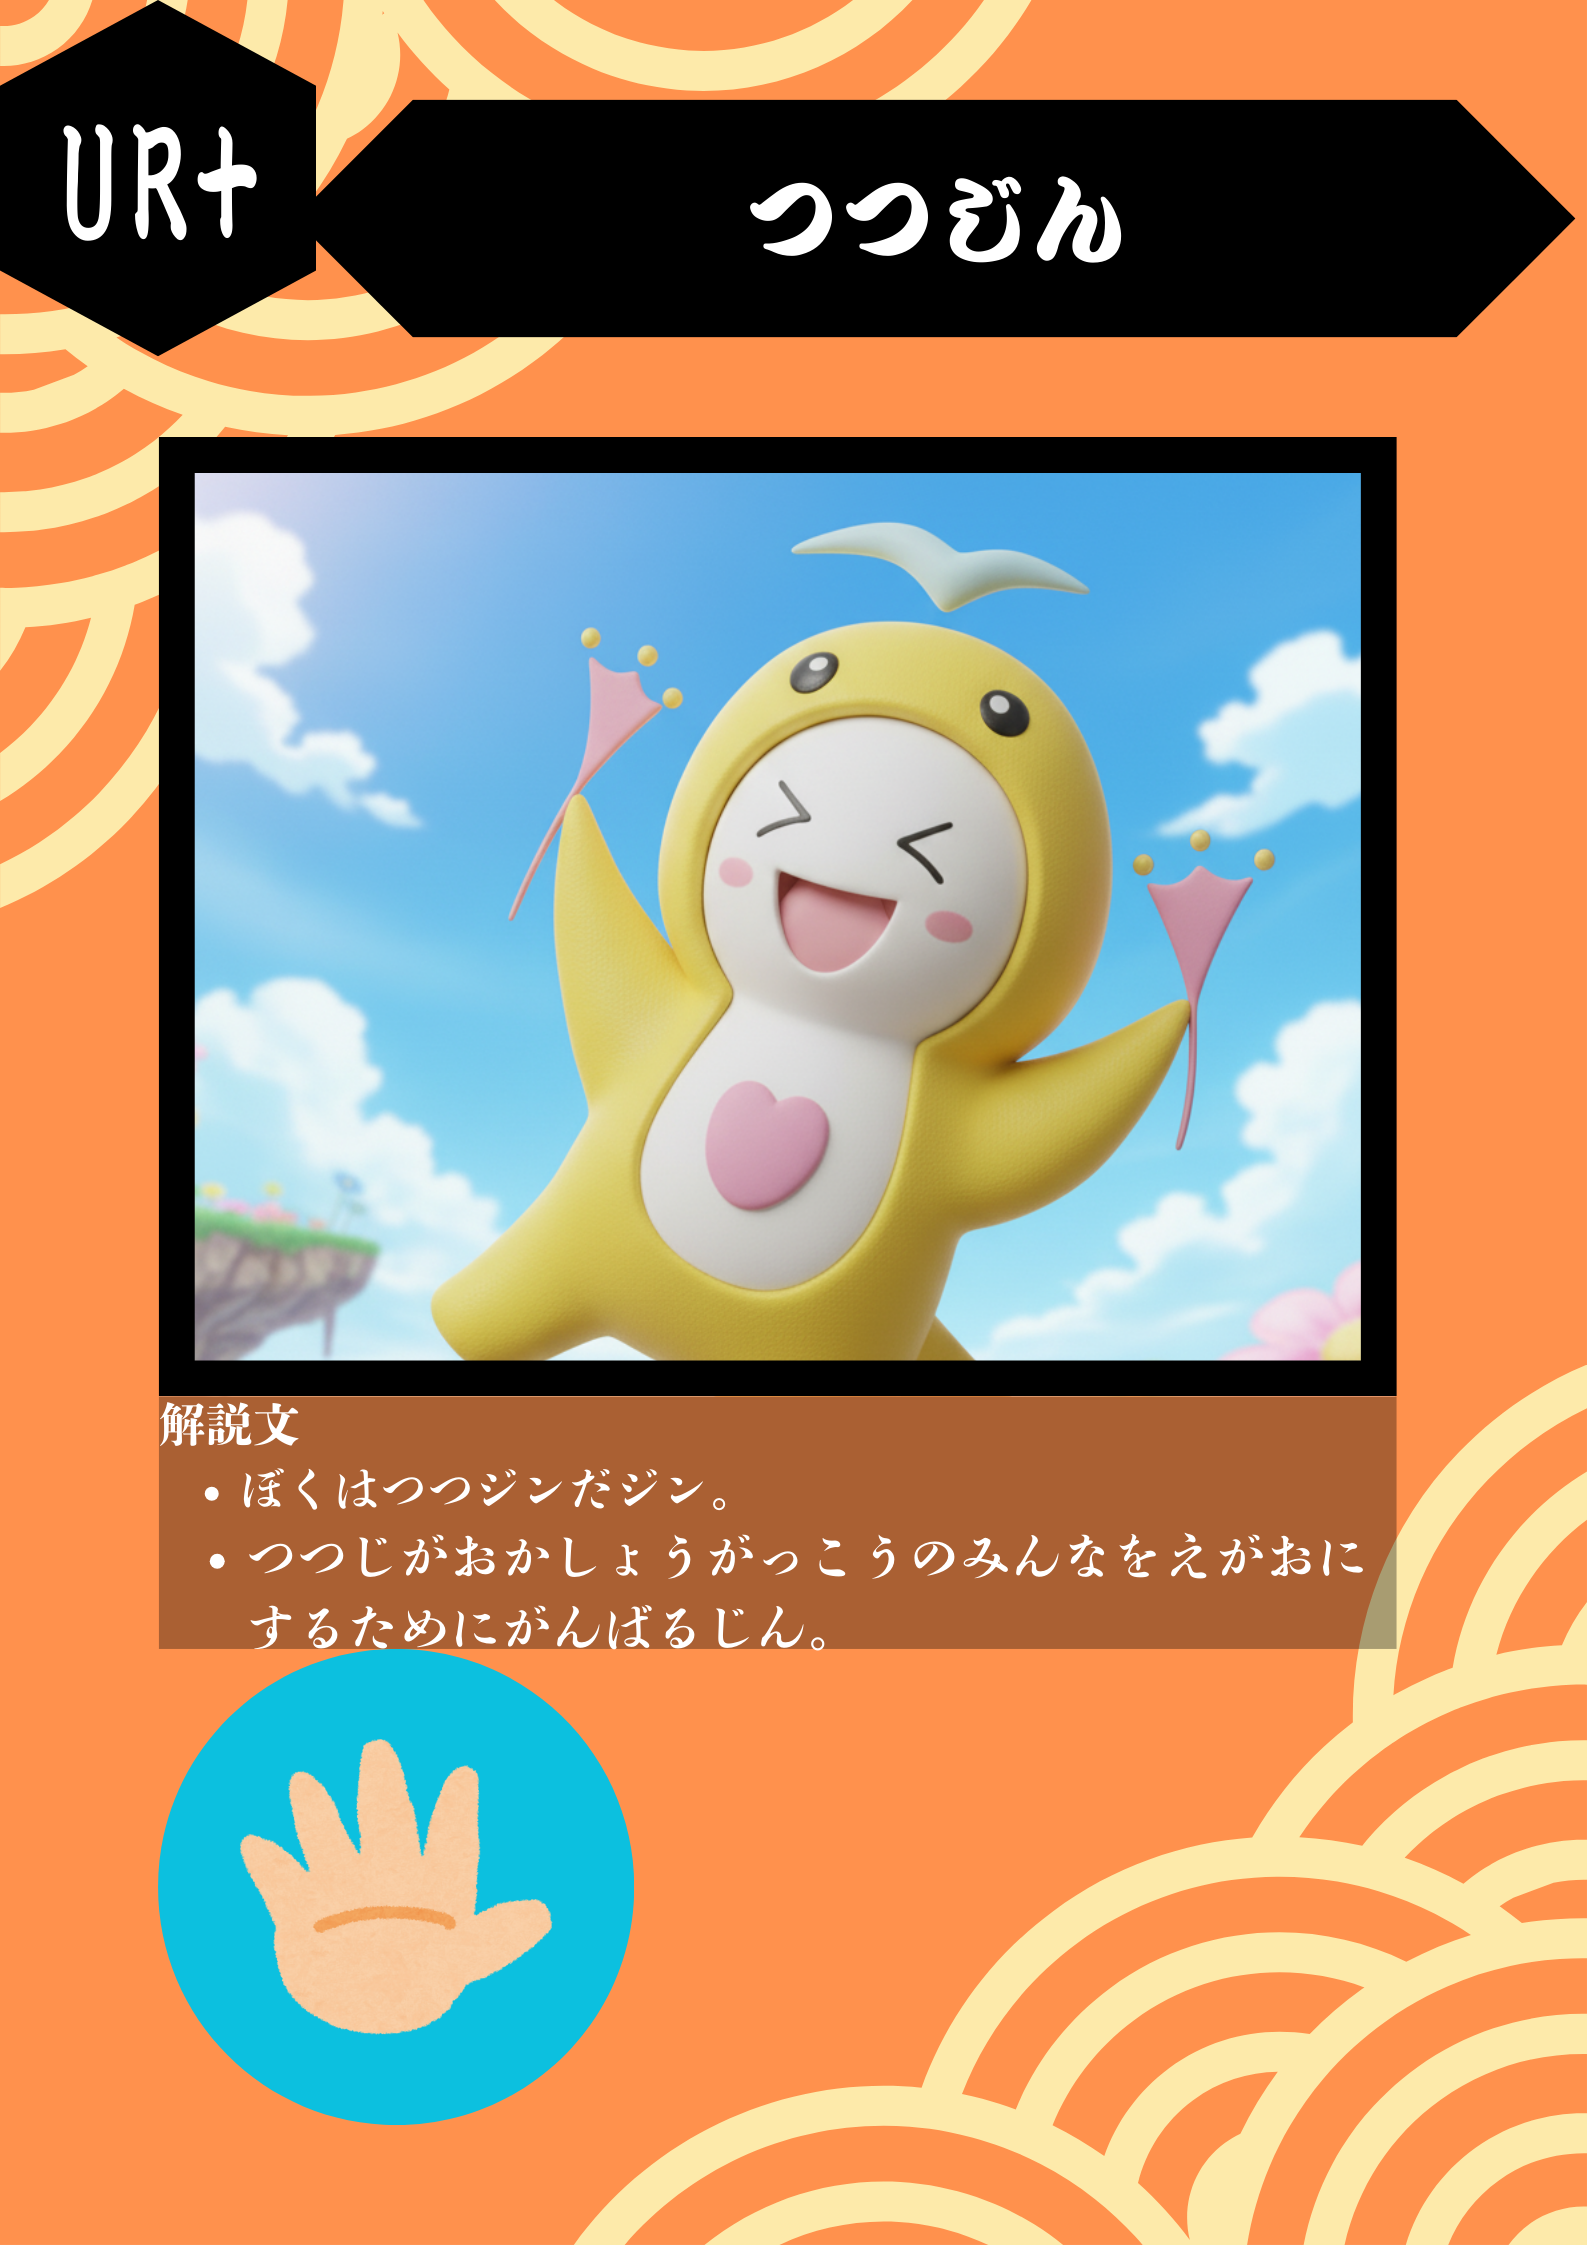 UR+
つつじん
解説文
• ぼくはつつジンだジン。
• つつじがおかしょうがっこうのみんなをえがおに
するためにがんばるじん。